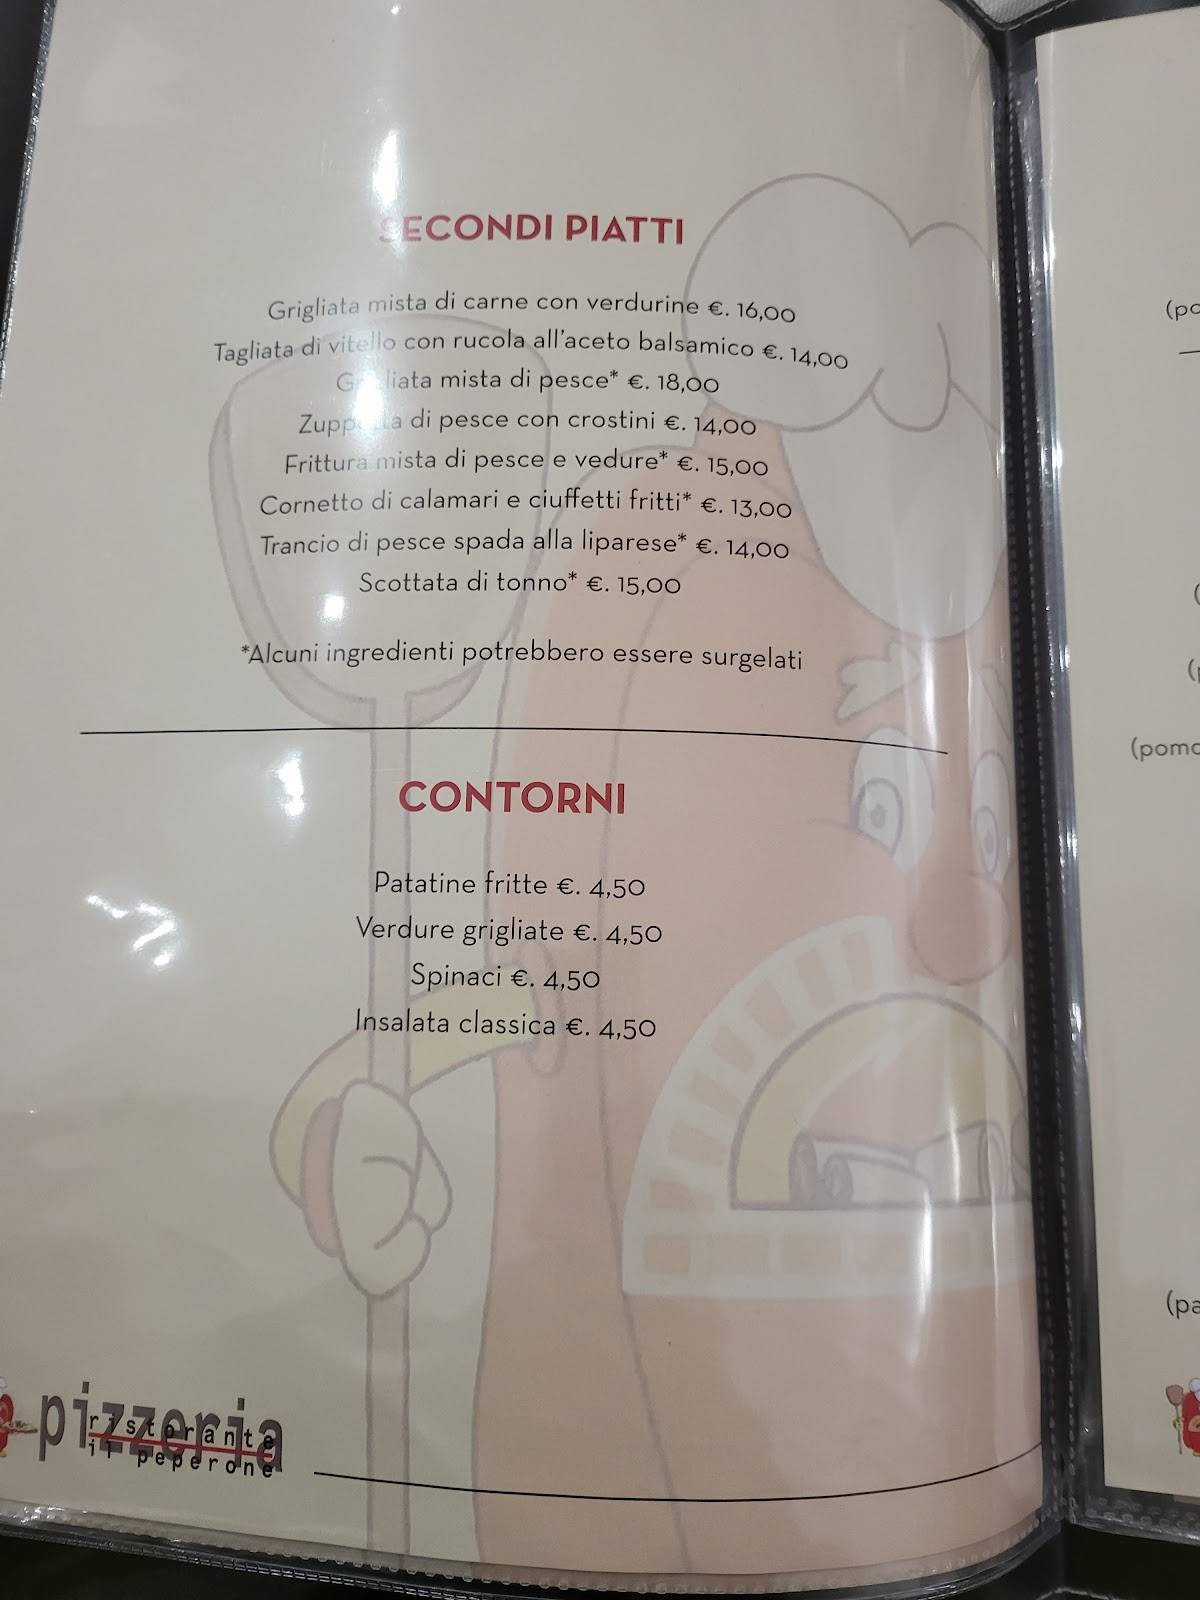 SECONDI PIATTI
Grigliata mista di carne con verdurine €. 16,00
Tagliata di vitello con rucola all'aceto balsamico €. 14,00
Grigliata mista di pesce* €. 18,00
Zuppetta di pesce con crostini €. 14,00
Frittura mista di pesce e vedure* €. 15,00
Cornetto di calamari e ciuffetti fritti* €. 13,00
Trancio di pesce spada alla liparese* €. 14,00
Scottata di tonno* €. 15,00
*Alcuni ingredienti potrebbero essere surgelati
CONTORNI
Patatine fritte €. 4,50
Verdure grigliate €. 4,50
Spinaci €. 4,50
Insalata classica €. 4,50
pizzeria
ristorante
il peperone